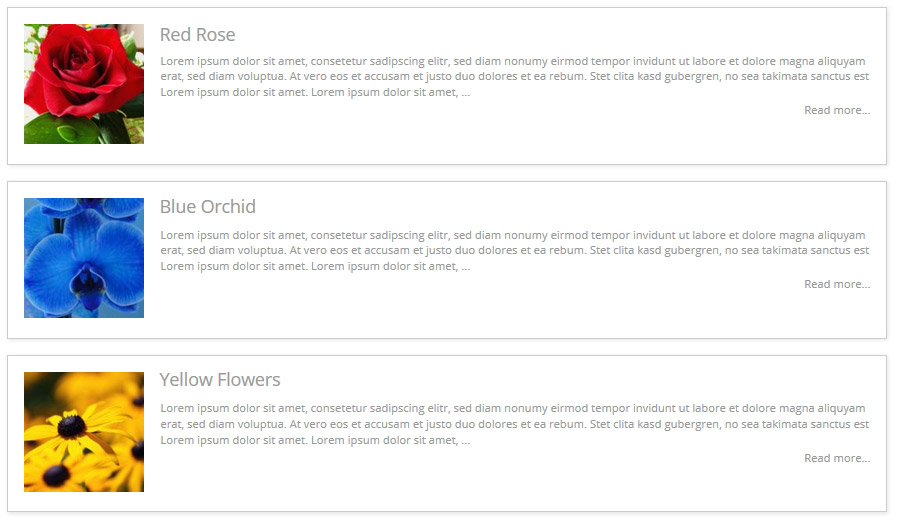 Red Rose
Lorem ipsum dolor sit amet, consetetur sadipscing elitr, sed diam nonumy eirmod tempor invidunt ut labore et dolore magna aliquyam
erat, sed diam voluptua. At vero eos et accusam et justo duo dolores et ea rebum. Stet clita kasd gubergren, no sea takimata sanctus est
Lorem ipsum dolor sit amet. Lorem ipsum dolor sit amet, ...
Read more...
Blue Orchid
Lorem ipsum dolor sit amet, consetetur sadipscing elitr, sed diam nonumy eirmod tempor invidunt ut labore et dolore magna aliquyam
erat, sed diam voluptua. At vero eos et accusam et justo duo dolores et ea rebum. Stet clita kasd gubergren, no sea takimata sanctus est
Lorem ipsum dolor sit amet. Lorem ipsum dolor sit amet, ...
Read more...
Yellow Flowers
Lorem ipsum dolor sit amet, consetetur sadipscing elitr, sed diam nonumy eirmod tempor invidunt ut labore et dolore magna aliquyam
erat, sed diam voluptua. At vero eos et accusam et justo duo dolores et ea rebum. Stet clita kasd gubergren, no sea takimata sanctus est
Lorem ipsum dolor sit amet. Lorem ipsum dolor sit amet, ...
Read more...